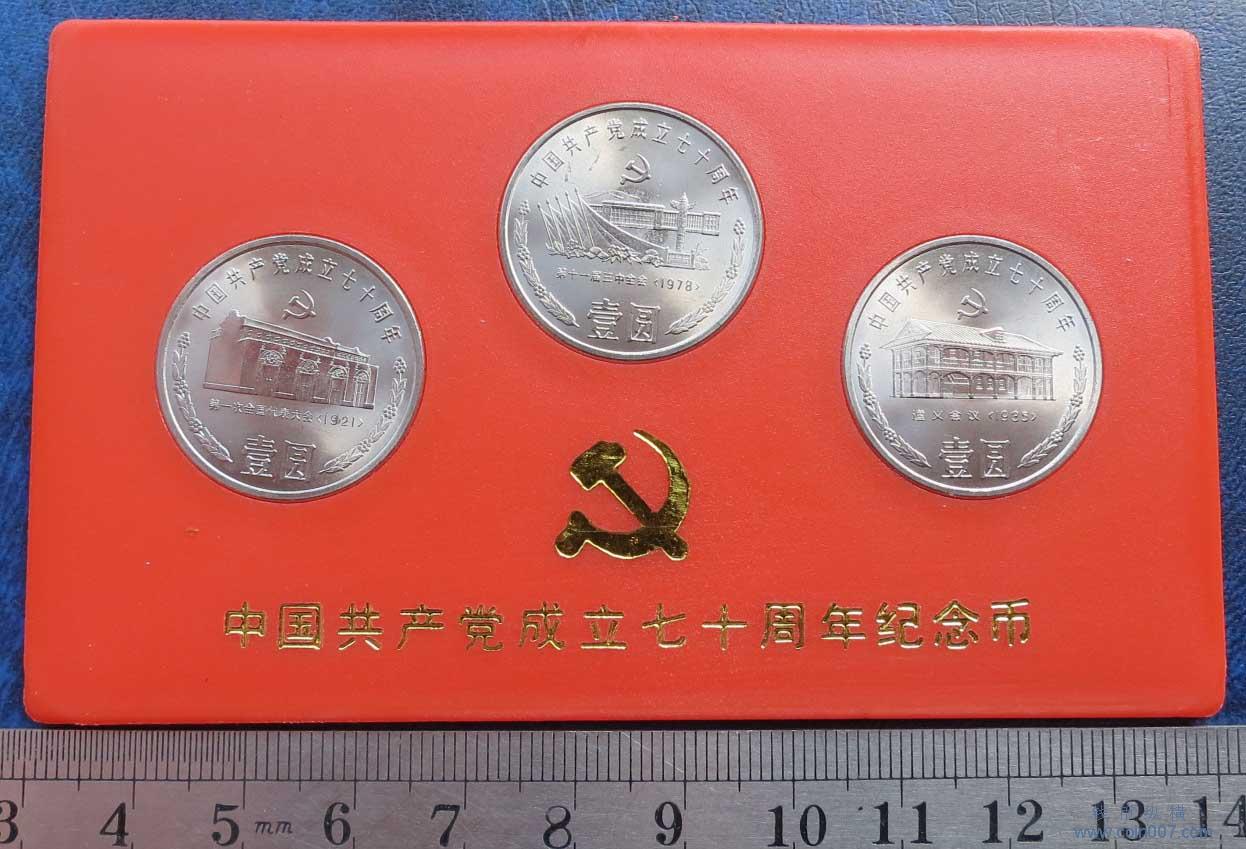 中国共产党成立七十周年
第十一届三中全会<1978>
壹圆
中国共产党成立七十周年
第一次全国代表大会<1921>
壹圆
中国共产党成立七十周年
遵义会议<1935>
壹圆
中国共产党成立七十周年纪念币
3 4 5 mm 6 7 8 9 10 11 12 13 14
www.coin007.com